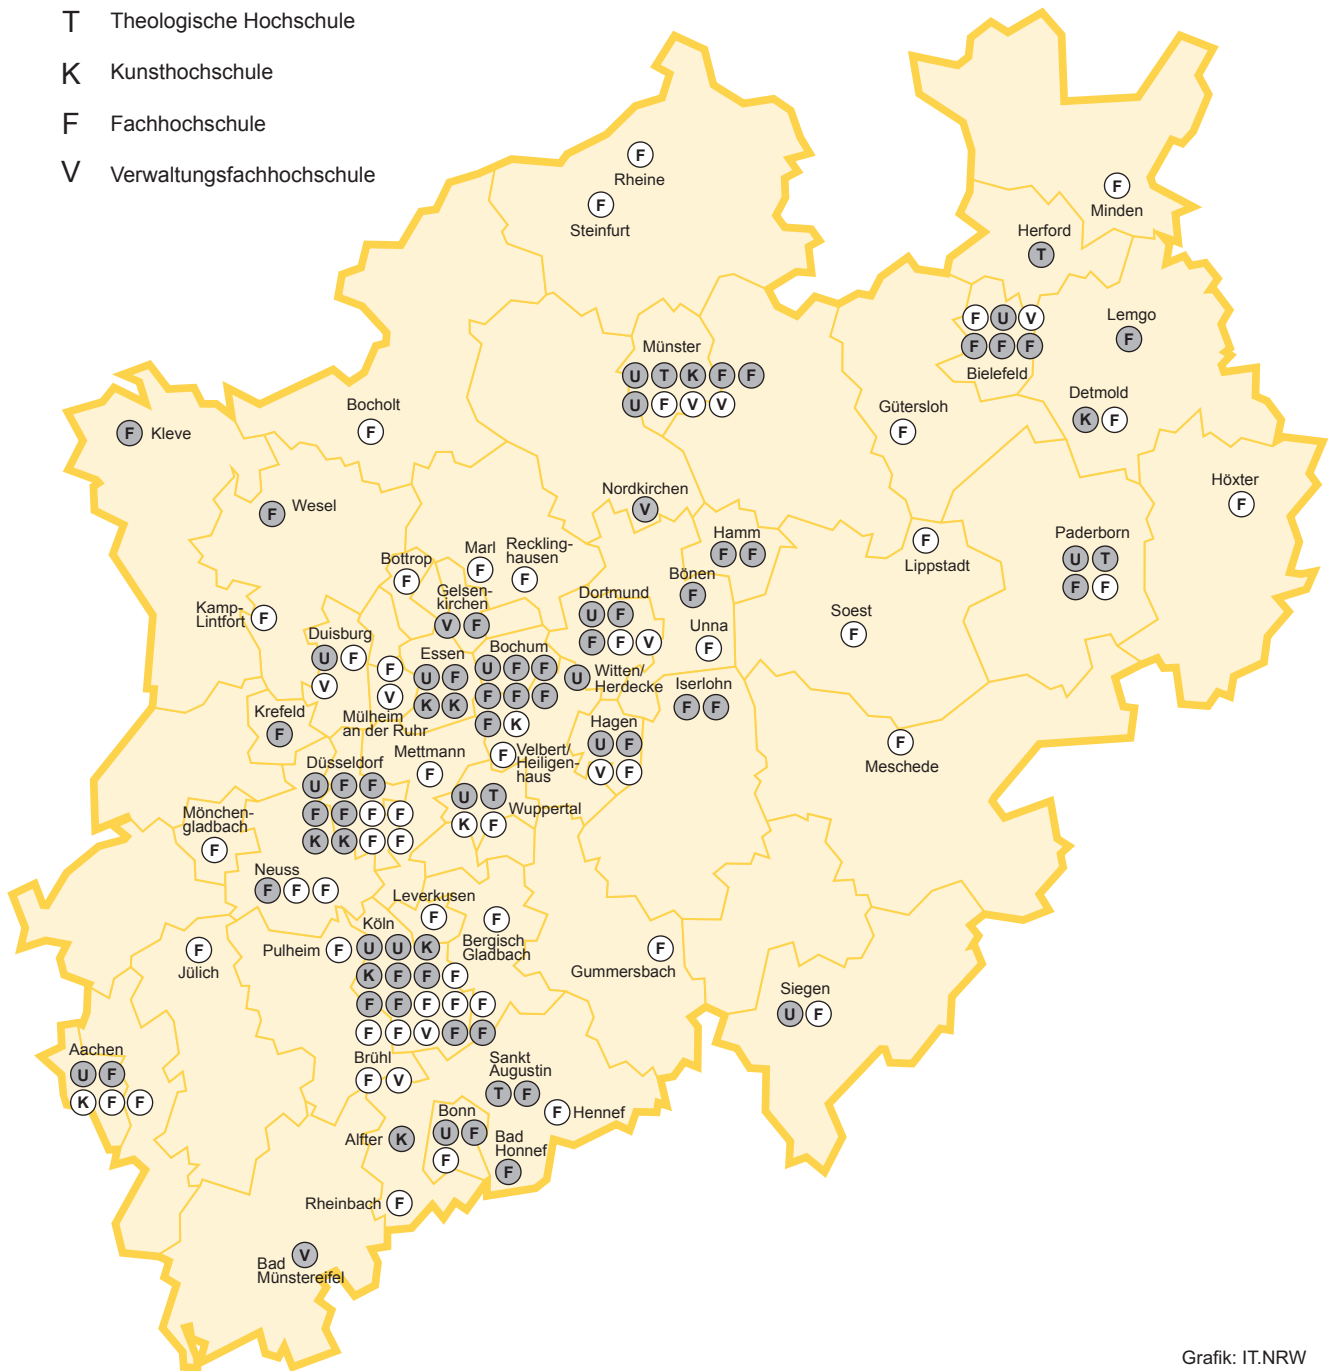 T Theologische Hochschule
K Kunsthochschule
F Fachhochschule
V Verwaltungsfachhochschule
F
Rheine
F
Steinfurt
F
Minden
Herford
T
F U V
F F F
Bielefeld
Lemgo
F
Münster
U T K F F
U F V V
Detmold
K F
Gütersloh
F
Bocholt
F
F Kleve
Höxter
F
Wesel
F
Nordkirchen
V
Hamm
F F
F
Lippstadt
Paderborn
U T
F F
Bottrop
F
Marl
F
Reckling-
hausen
F
Bönen
F
Gelsen-
kirchen
V F
Dortmund
U F
F F V
Kamp-
Lintfort
F
Unna
F
Soest
F
Duisburg
U F
V
F
V
Mülheim
an der Ruhr
Essen
U F
K K
Bochum
U F F
F F F
F K
U
Witten/
Herdecke
Iserlohn
F F
Krefeld
F
Hagen
U F
V F
F
Velbert/
Heiligen-
haus
F
Meschede
Mettmann
F
Düsseldorf
U F F
F F F F
K K F F
U T
K F
Wuppertal
Mönchen-
gladbach
F
Neuss
F F F
Leverkusen
F
F
Bergisch
Gladbach
F
Jülich
Pulheim F
Köln
U U K
K F F F
F F F F F
F F V F F
F
Gummersbach
Siegen
U F
Aachen
U F
K F F
Brühl
F V
Sankt
Augustin
T F
F Hennef
Alfter K
Bonn
U F
F
Bad
Honnef
F
Rheinbach F
V
Bad
Münstereifel
Grafik: IT.NRW